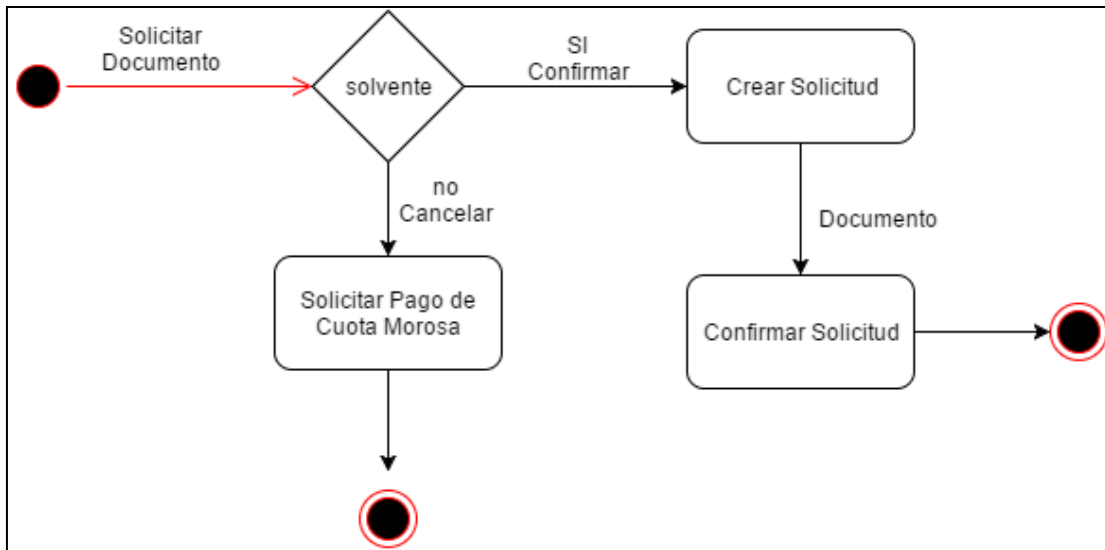 Solicitar
Documento
solvente
SI
Confirmar
Crear Solicitud
no
Cancelar
Documento
Solicitar Pago de
Cuota Morosa
Confirmar Solicitud